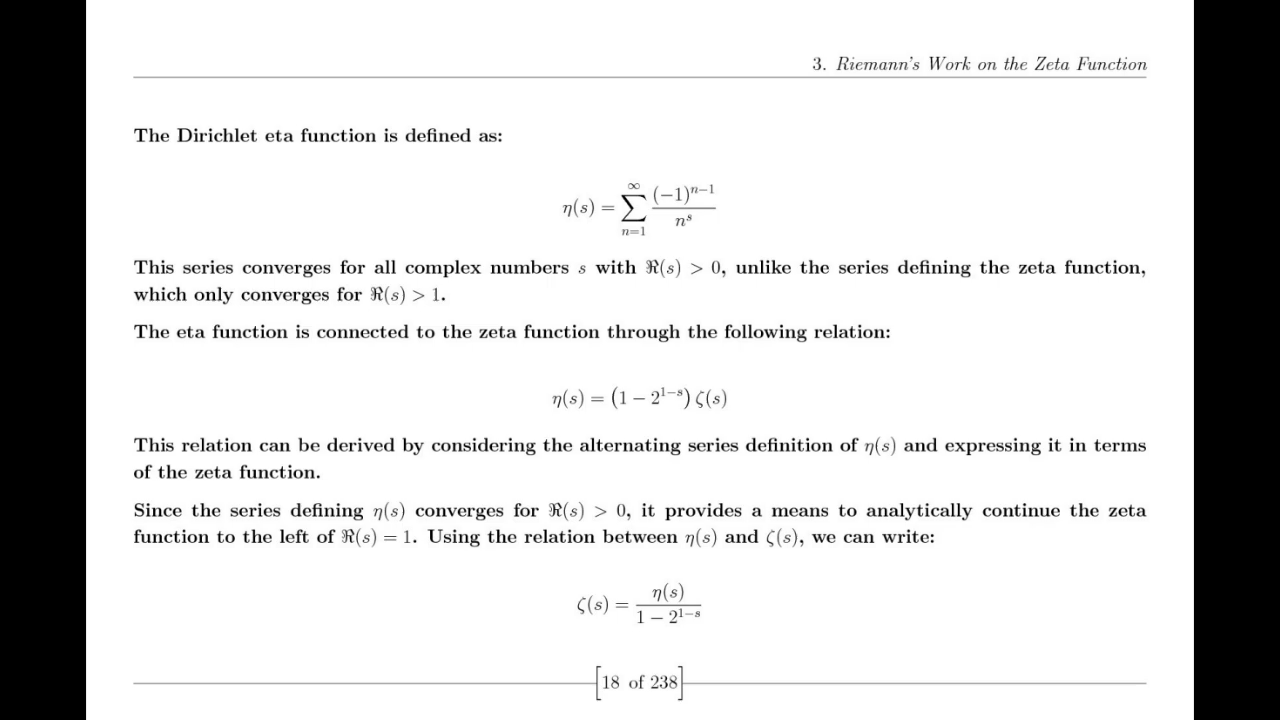 3. Riemann's Work on the Zeta Function
The Dirichlet eta function is defined as:
η(s) = ∑_{n=1}^{∞} (−1)^{n−1} / n^s
This series converges for all complex numbers s with ℜ(s) > 0, unlike the series defining the zeta function,
which only converges for ℜ(s) > 1.
The eta function is connected to the zeta function through the following relation:
η(s) = (1 − 2^{1−s}) ζ(s)
This relation can be derived by considering the alternating series definition of η(s) and expressing it in terms
of the zeta function.
Since the series defining η(s) converges for ℜ(s) > 0, it provides a means to analytically continue the zeta
function to the left of ℜ(s) = 1. Using the relation between η(s) and ζ(s), we can write:
ζ(s) = η(s) / (1 − 2^{1−s})
[18 of 238]